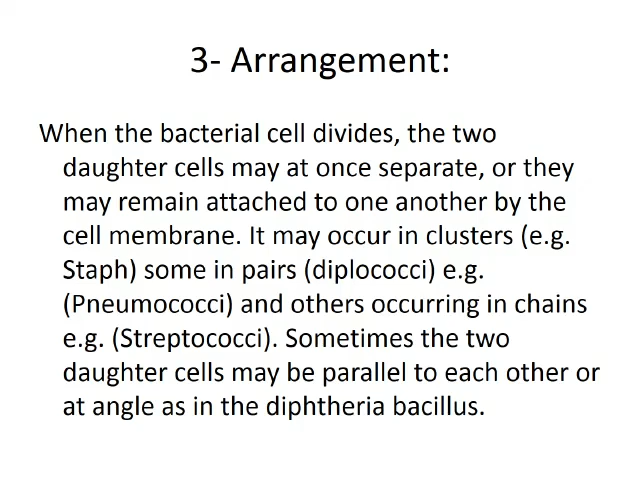 3- Arrangement:
When the bacterial cell divides, the two
daughter cells may at once separate, or they
may remain attached to one another by the
cell membrane. It may occur in clusters (e.g.
Staph) some in pairs (diplococci) e.g.
(Pneumococci) and others occurring in chains
e.g. (Streptococci). Sometimes the two
daughter cells may be parallel to each other or
at angle as in the diphtheria bacillus.